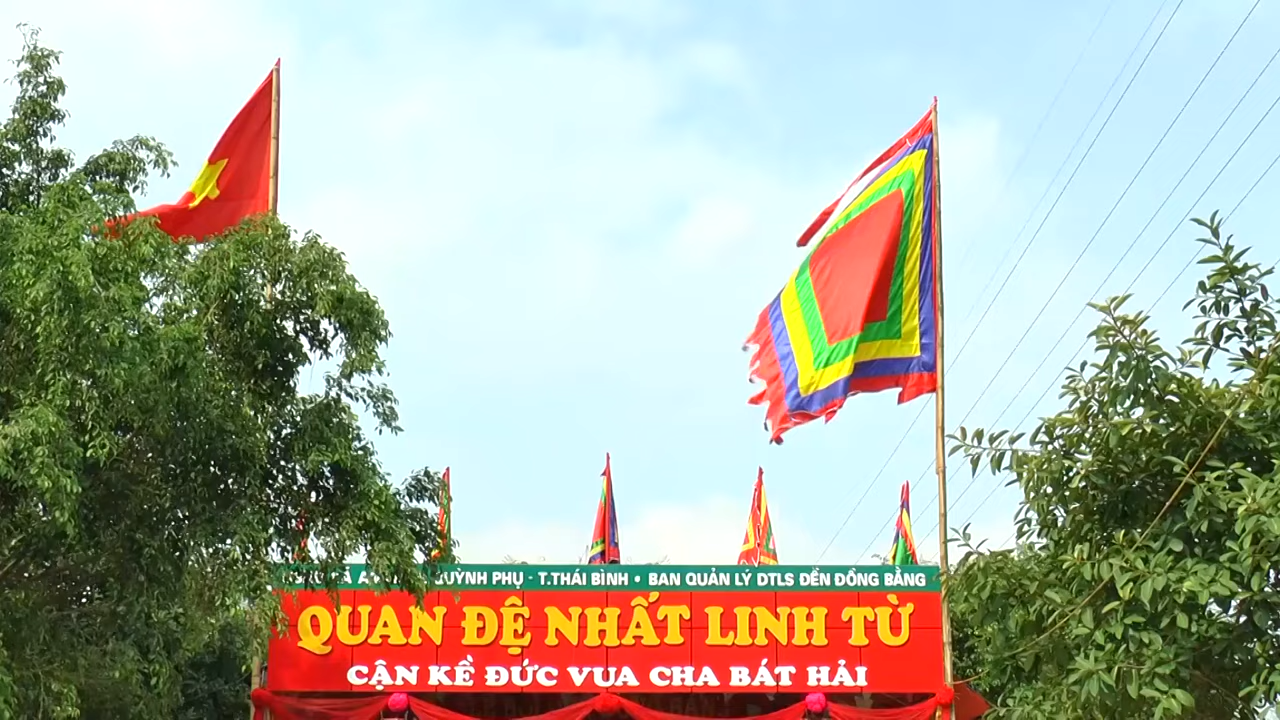 QUỲNH PHỤ - T.THÁI BÌNH • BAN QUẢN LÝ DTLS ĐỀN ĐỒNG BẰNG
QUAN ĐỆ NHẤT LINH TỪ
CẬN KỀ ĐỨC VUA CHA BÁT HẢI